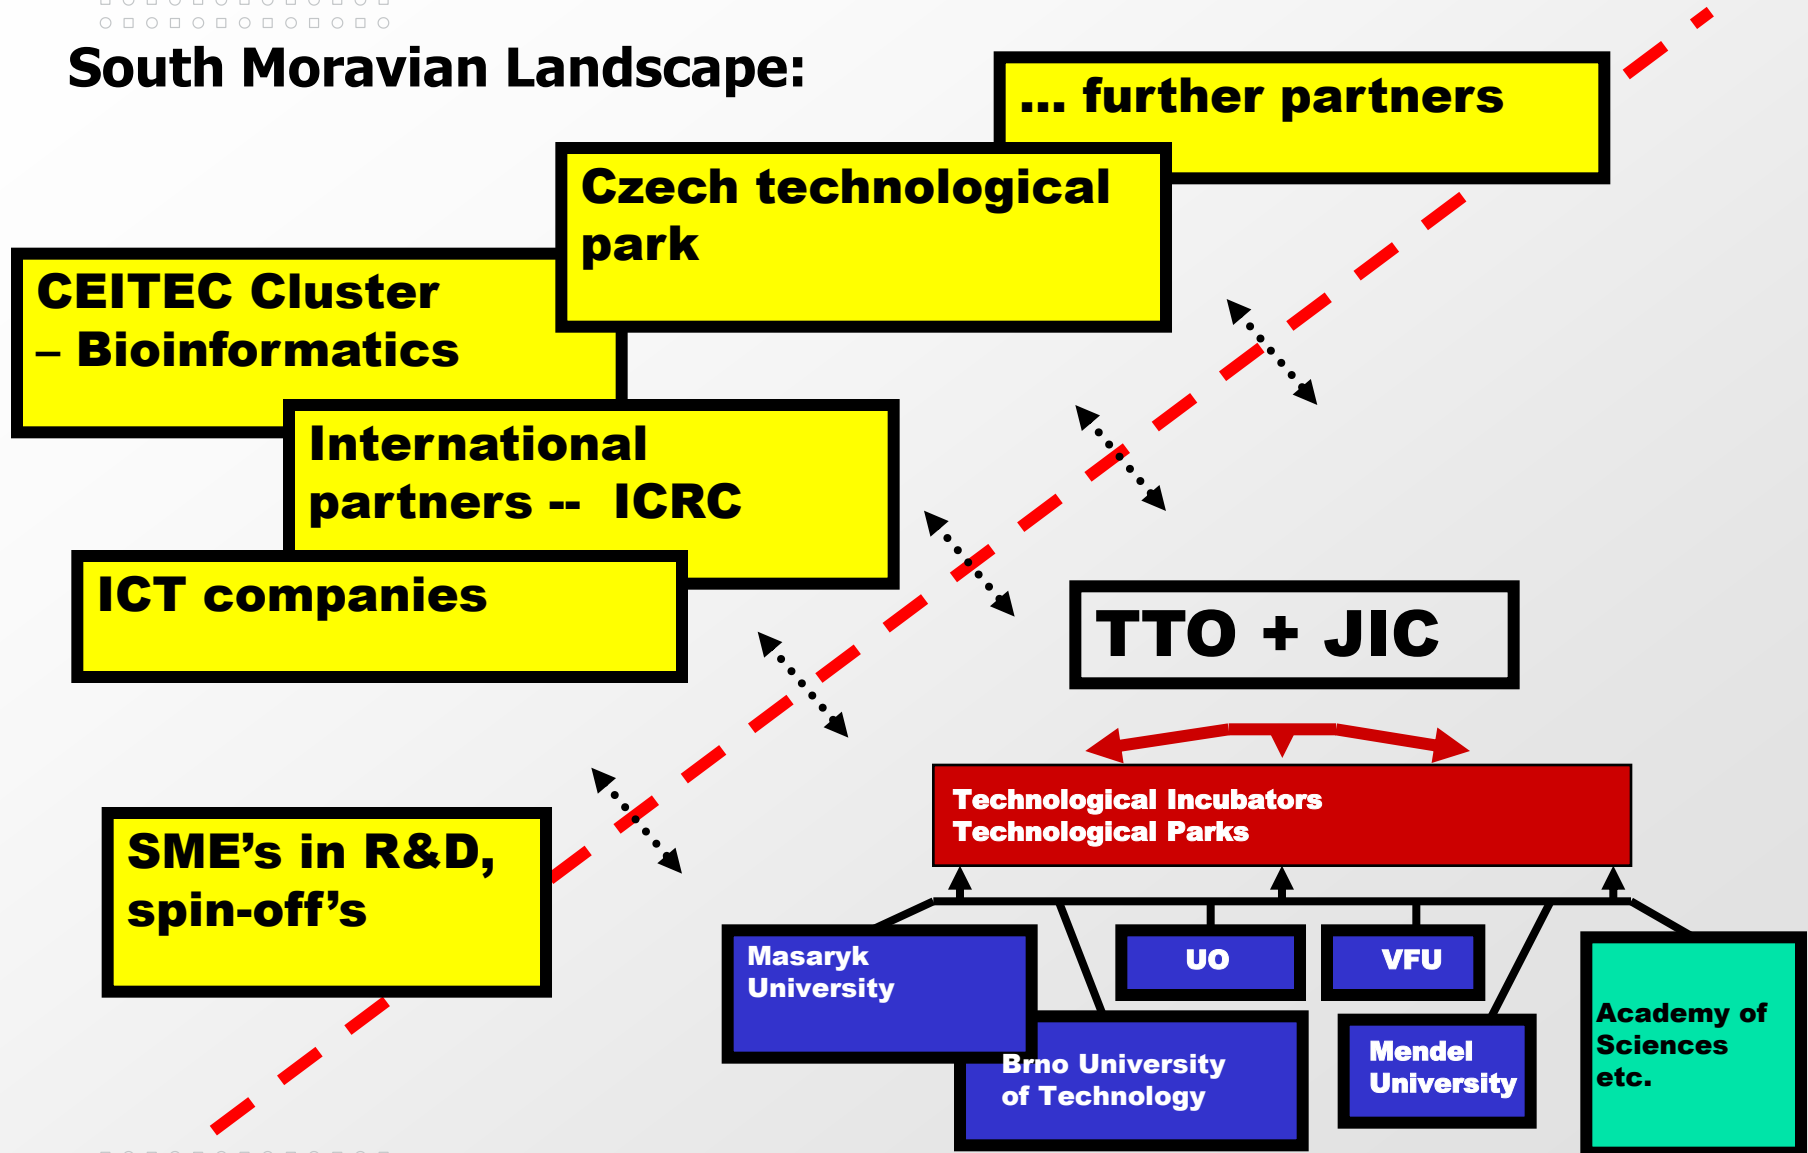 South Moravian Landscape:
... further partners
Czech technological
park
CEITEC Cluster
– Bioinformatics
International
partners -- ICRC
ICT companies
TTO + JIC
Technological Incubators
Technological Parks
SME’s in R&D,
spin-off’s
Masaryk
University
UO
VFU
Brno University
of Technology
Mendel
University
Academy of
Sciences
etc.